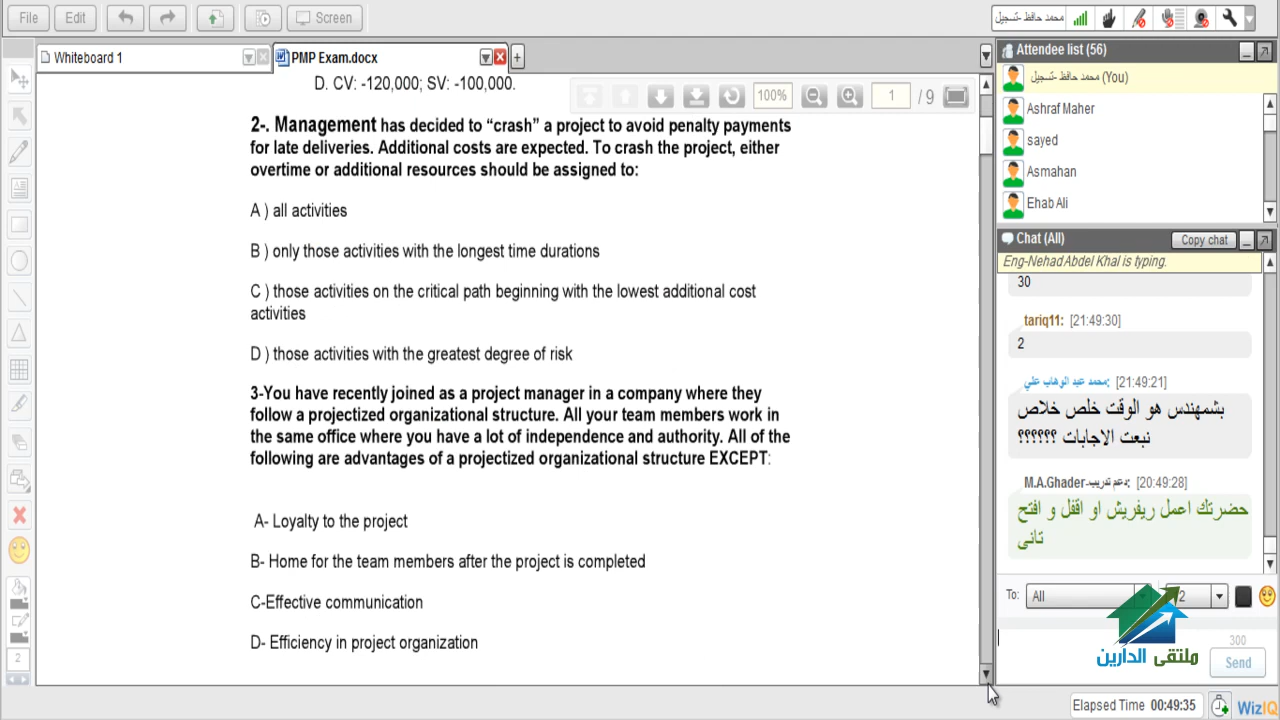 File
Edit
Screen
محمد حافظ -تسجيل
Whiteboard 1
PMP Exam.docx
100%
1
/ 9
D. CV: -120,000; SV: -100,000.
2-. Management has decided to “crash” a project to avoid penalty payments
for late deliveries. Additional costs are expected. To crash the project, either
overtime or additional resources should be assigned to:
A ) all activities
B ) only those activities with the longest time durations
C ) those activities on the critical path beginning with the lowest additional cost
activities
D ) those activities with the greatest degree of risk
3-You have recently joined as a project manager in a company where they
follow a projectized organizational structure. All your team members work in
the same office where you have a lot of independence and authority. All of the
following are advantages of a projectized organizational structure EXCEPT:
A- Loyalty to the project
B- Home for the team members after the project is completed
C-Effective communication
D- Efficiency in project organization
2
Attendee list (56)
محمد حافظ -تسجيل (You)
Ashraf Maher
sayed
Asmahan
Ehab Ali
Chat (All)
Copy chat
Eng-Nehad Abdel Khal is typing.
30
tariq11: [21:49:30]
2
محمد عبد الوهاب علي: [21:49:21]
بشمهندس هو الوقت خلص خلاص
نبعت الاجابات ؟؟؟؟؟؟
M.A.Ghader-دعم تدريب: [20:49:28]
حضرتك اعمل ريفريش او اقفل و افتح
تانى
To:
All
2
300
Send
ملتقى الدارين
Elapsed Time 00:49:35
WizIQ